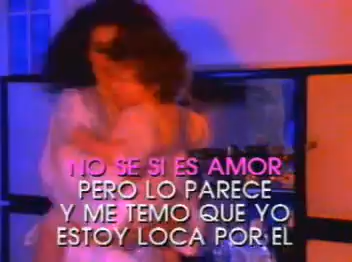 NO SE SI ES AMOR
PERO LO PARECE
Y ME TEMO QUE YO
ESTOY LOCA POR EL